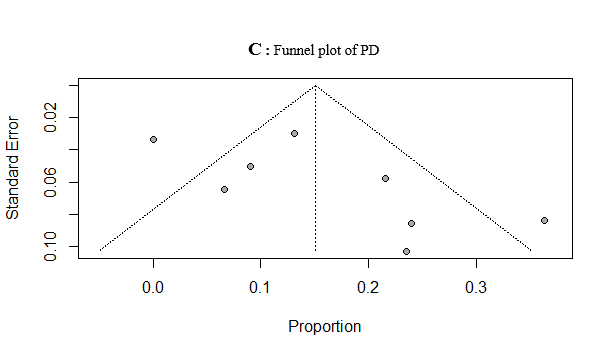 C : Funnel plot of PD
0.02
0.06
0.10
Standard Error
0.0 0.1 0.2 0.3
Proportion